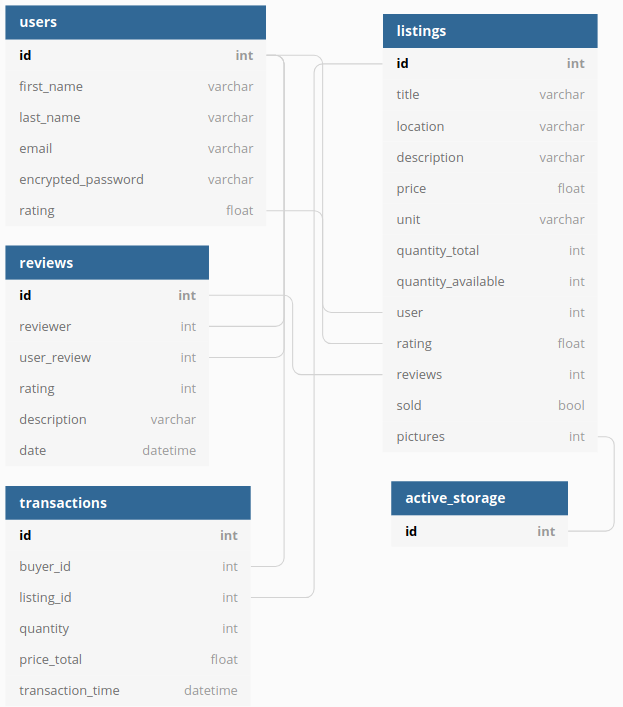 users
id int
first_name varchar
last_name varchar
email varchar
encrypted_password varchar
rating float
reviews
id int
reviewer int
user_review int
rating int
description varchar
date datetime
transactions
id int
buyer_id int
listing_id int
quantity int
price_total float
transaction_time datetime
listings
id int
title varchar
location varchar
description varchar
price float
unit varchar
quantity_total int
quantity_available int
user int
rating float
reviews int
sold bool
pictures int
active_storage
id int